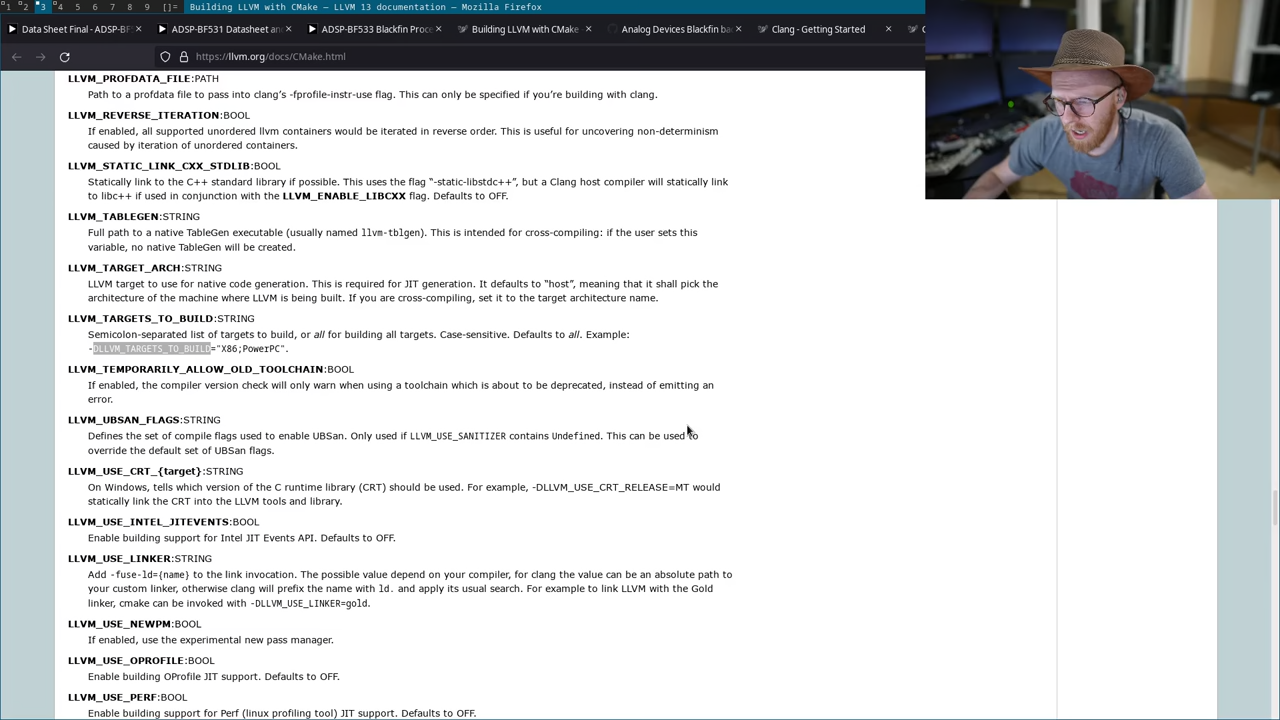 1 2 3 4 5 6 7 8 9 []= Building LLVM with CMake — LLVM 13 documentation — Mozilla Firefox
Data Sheet Final - ADSP-BF ADSP-BF531 Datasheet an ADSP-BF533 Blackfin Proce Building LLVM with CMake Analog Devices Blackfin ba Clang - Getting Started
https://llvm.org/docs/CMake.html
LLVM_PROFDATA_FILE:PATH
Path to a profdata file to pass into clang’s -fprofile-instr-use flag. This can only be specified if you’re building with clang.
LLVM_REVERSE_ITERATION:BOOL
If enabled, all supported unordered llvm containers would be iterated in reverse order. This is useful for uncovering non-determinism
caused by iteration of unordered containers.
LLVM_STATIC_LINK_CXX_STDLIB:BOOL
Statically link to the C++ standard library if possible. This uses the flag “-static-libstdc++”, but a Clang host compiler will statically link
to libc++ if used in conjunction with the LLVM_ENABLE_LIBCXX flag. Defaults to OFF.
LLVM_TABLEGEN:STRING
Full path to a native TableGen executable (usually named llvm-tblgen). This is intended for cross-compiling: if the user sets this
variable, no native TableGen will be created.
LLVM_TARGET_ARCH:STRING
LLVM target to use for native code generation. This is required for JIT generation. It defaults to “host”, meaning that it shall pick the
architecture of the machine where LLVM is being built. If you are cross-compiling, set it to the target architecture name.
LLVM_TARGETS_TO_BUILD:STRING
Semicolon-separated list of targets to build, or all for building all targets. Case-sensitive. Defaults to all. Example:
-DLLVM_TARGETS_TO_BUILD="X86;PowerPC".
LLVM_TEMPORARILY_ALLOW_OLD_TOOLCHAIN:BOOL
If enabled, the compiler version check will only warn when using a toolchain which is about to be deprecated, instead of emitting an
error.
LLVM_UBSAN_FLAGS:STRING
Defines the set of compile flags used to enable UBSan. Only used if LLVM_USE_SANITIZER contains Undefined. This can be used to
override the default set of UBSan flags.
LLVM_USE_CRT_{target}:STRING
On Windows, tells which version of the C runtime library (CRT) should be used. For example, -DLLVM_USE_CRT_RELEASE=MT would
statically link the CRT into the LLVM tools and library.
LLVM_USE_INTEL_JITEVENTS:BOOL
Enable building support for Intel JIT Events API. Defaults to OFF.
LLVM_USE_LINKER:STRING
Add -fuse-ld={name} to the link invocation. The possible value depend on your compiler, for clang the value can be an absolute path to
your custom linker, otherwise clang will prefix the name with ld. and apply its usual search. For example to link LLVM with the Gold
linker, cmake can be invoked with -DLLVM_USE_LINKER=gold.
LLVM_USE_NEWPM:BOOL
If enabled, use the experimental new pass manager.
LLVM_USE_OPROFILE:BOOL
Enable building OProfile JIT support. Defaults to OFF.
LLVM_USE_PERF:BOOL
Enable building support for Perf (linux profiling tool) JIT support. Defaults to OFF.